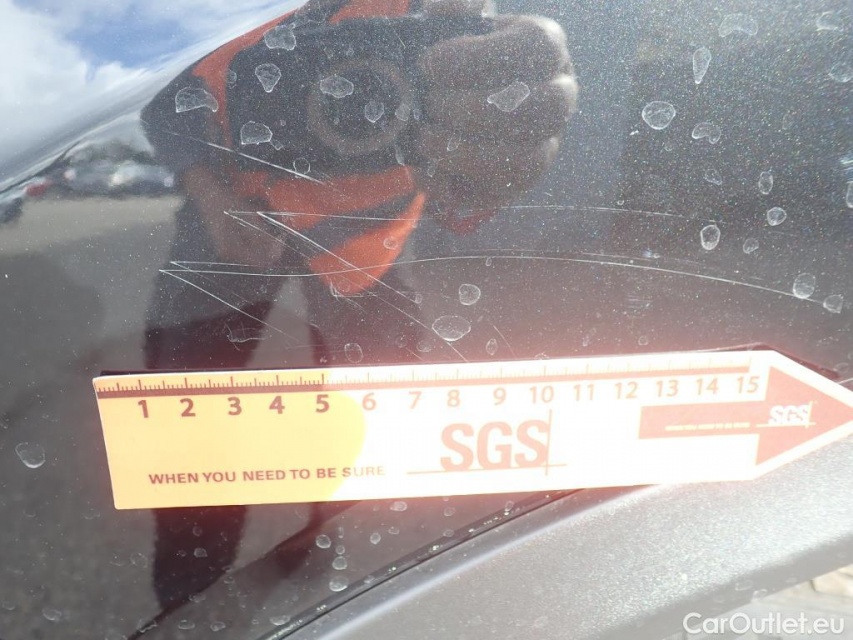 1 2 3 4 5 6 7 8 9 10 11 12 13 14 15
SGS
WHEN YOU NEED TO BE SURE
SGS
CarOutlet.eu